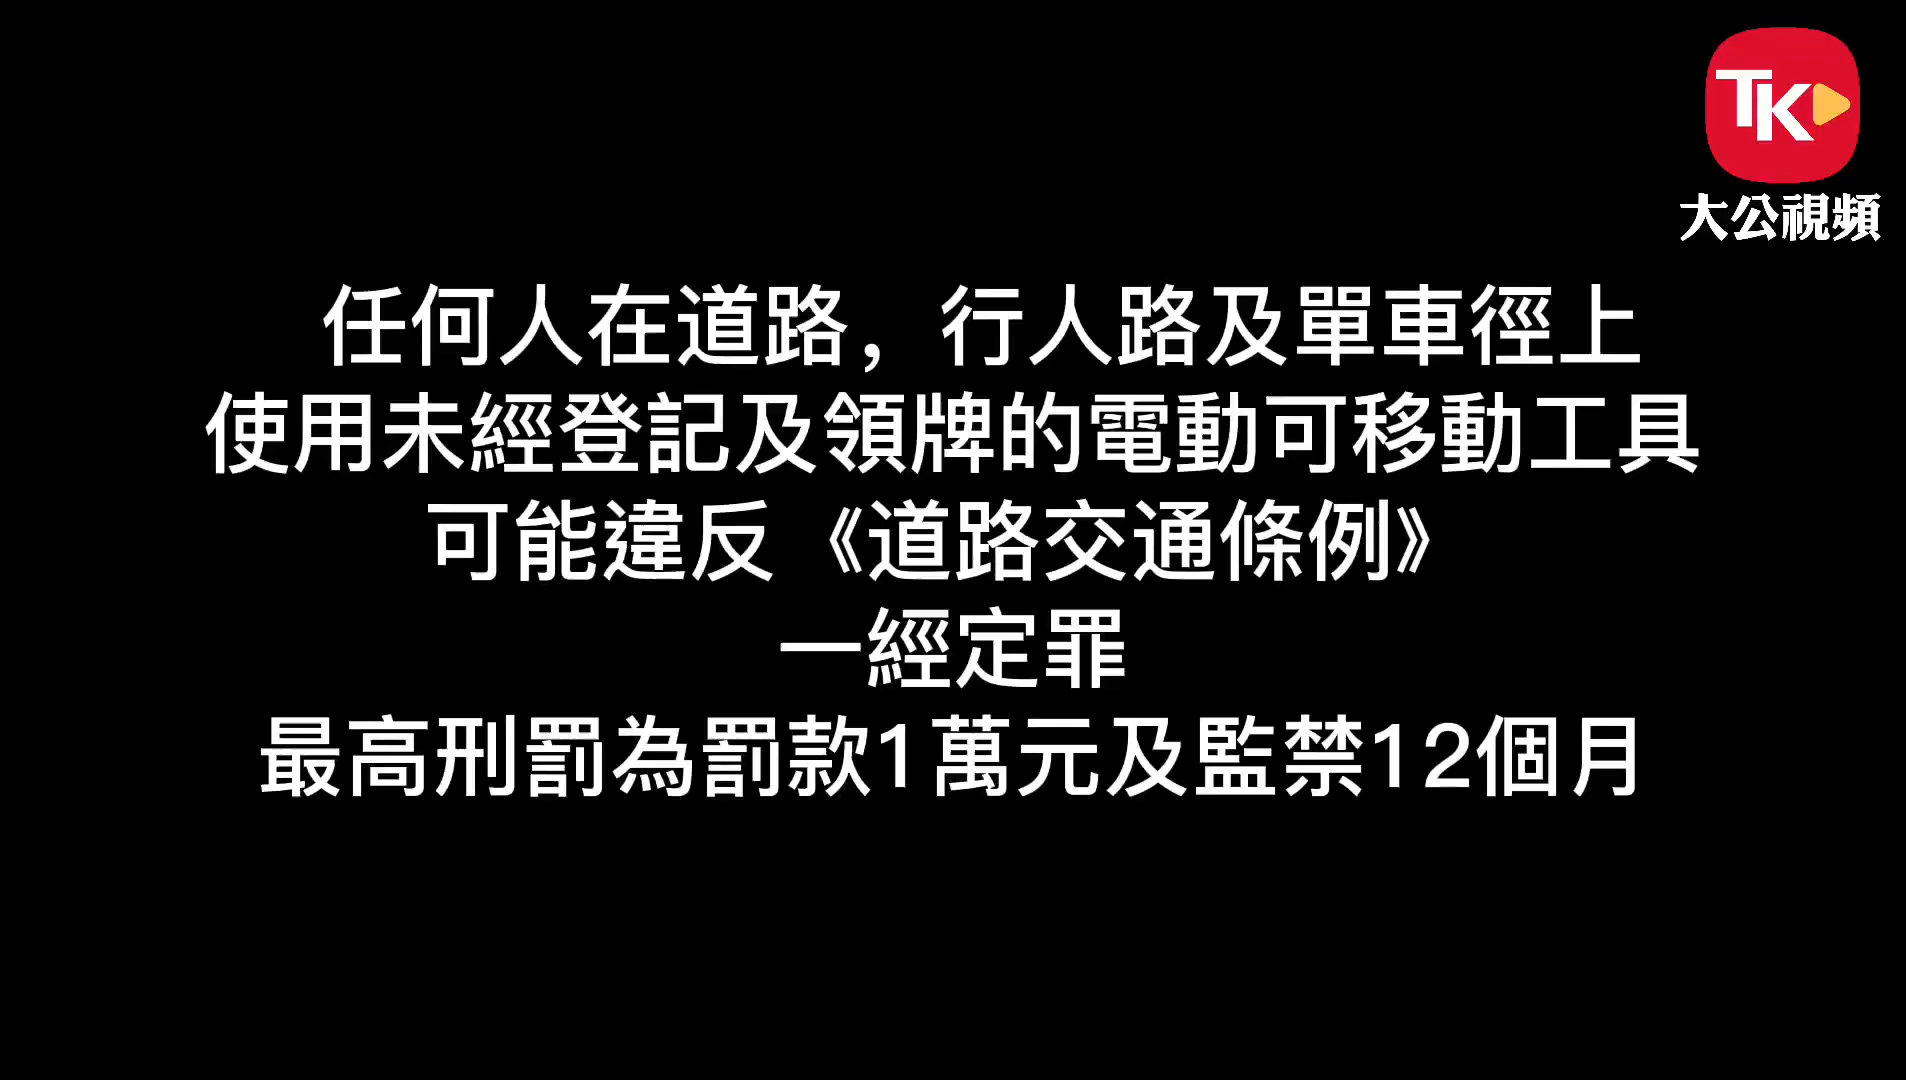 TK
大公視頻
任何人在道路，行人路及單車徑上
使用未經登記及領牌的電動可移動工具
可能違反《道路交通條例》
一經定罪
最高刑罰為罰款1萬元及監禁12個月